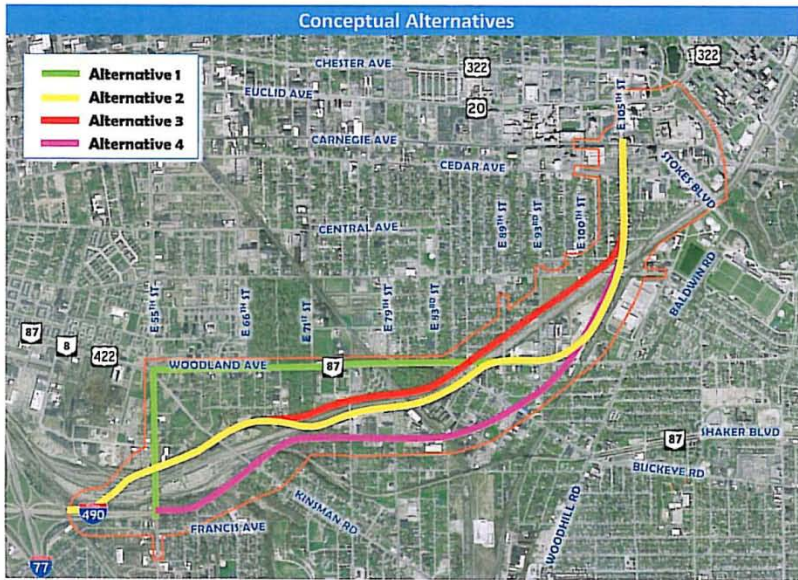 Conceptual Alternatives
Alternative 1
Alternative 2
Alternative 3
Alternative 4
CHESTER AVE
322
322
EUCLID AVE
20
E 105TH ST
CARNEGIE AVE
CEDAR AVE
STOKES BLVD
CENTRAL AVE
E 89TH ST
E 93RD ST
E 100TH ST
BALDWIN RD
E 55TH ST
E 66TH ST
E 71ST ST
E 79TH ST
E 83RD ST
87
8
422
WOODLAND AVE
87
87
SHAKER BLVD
BUCKEYE RD
WOODHILL RD
KINSMAN RD
490
FRANCIS AVE
77